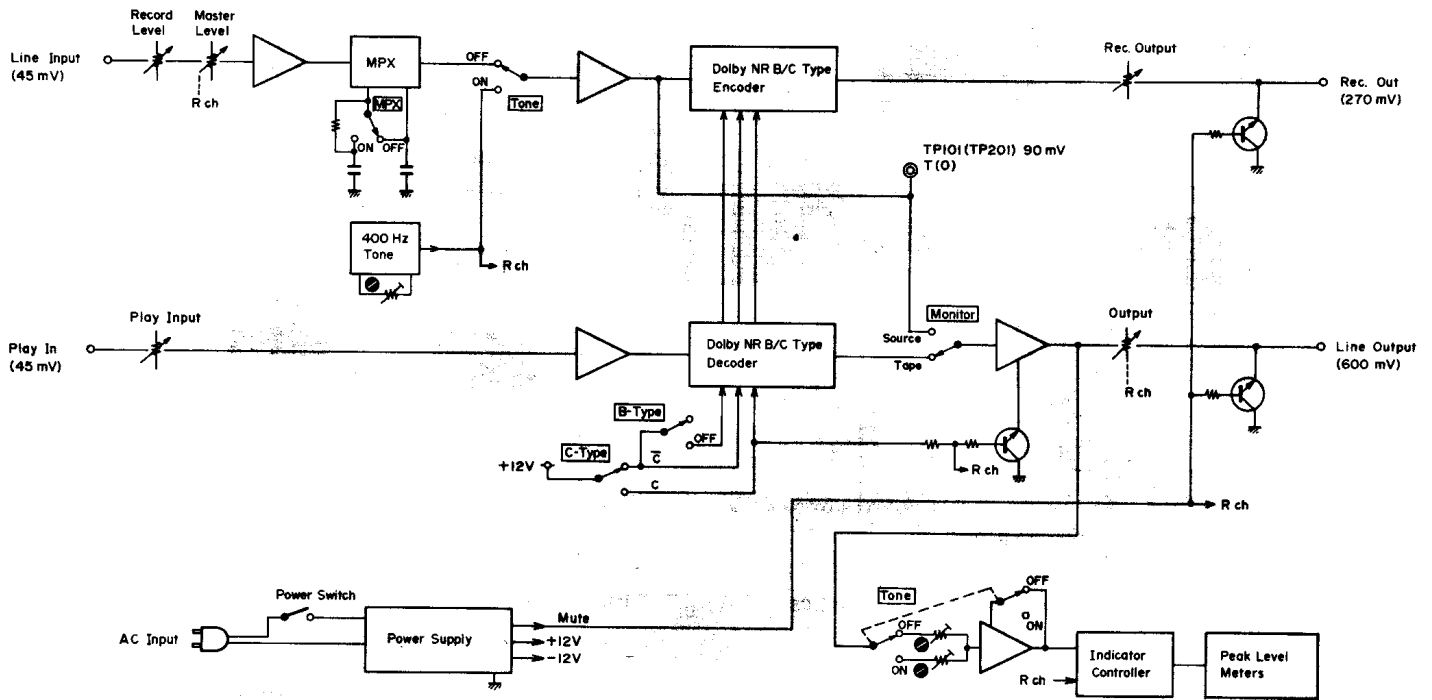 Record Level
Master Level
Line Input
(45 mV)
R ch
MPX
MPX
ON
OFF
OFF
ON
Tone
Dolby NR B/C Type
Encoder
Rec. Output
Rec. Out
(270 mV)
TP101 (TP201) 90 mV
T (0)
400 Hz
Tone
R ch
Play Input
Play In
(45 mV)
Dolby NR B/C Type
Decoder
Monitor
Source
Tape
Output
R ch
Line Output
(600 mV)
B-Type
OFF
C-Type
+12V
C̅
C
R ch
R ch
Power Switch
AC Input
Power Supply
Mute
+12V
-12V
Tone
OFF
ON
OFF
ON
R ch
Indicator
Controller
Peak Level
Meters